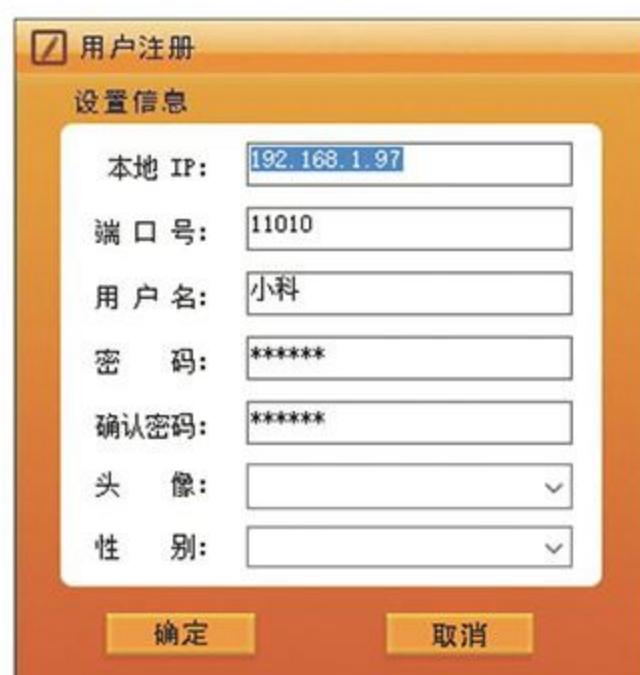 用户注册
设置信息
本地 IP: 192.168.1.97
端口号: 11010
用户名: 小科
密码: ******
确认密码: ******
头像:
性别:
确定 取消